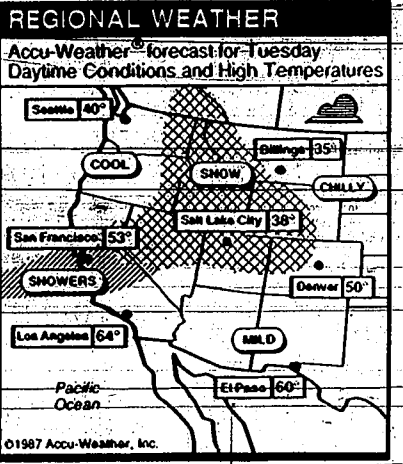 REGIONAL WEATHER
Accu-Weather® forecast for Tuesday
Daytime Conditions and High Temperatures
Seattle 40°
Billings 35°
COOL
SNOW
CHILLY
Salt Lake City 38°
San Francisco 53°
SHOWERS
Denver 50°
Los Angeles 64°
MILD
El Paso 60°
Pacific
Ocean
©1987 Accu-Weather, Inc.